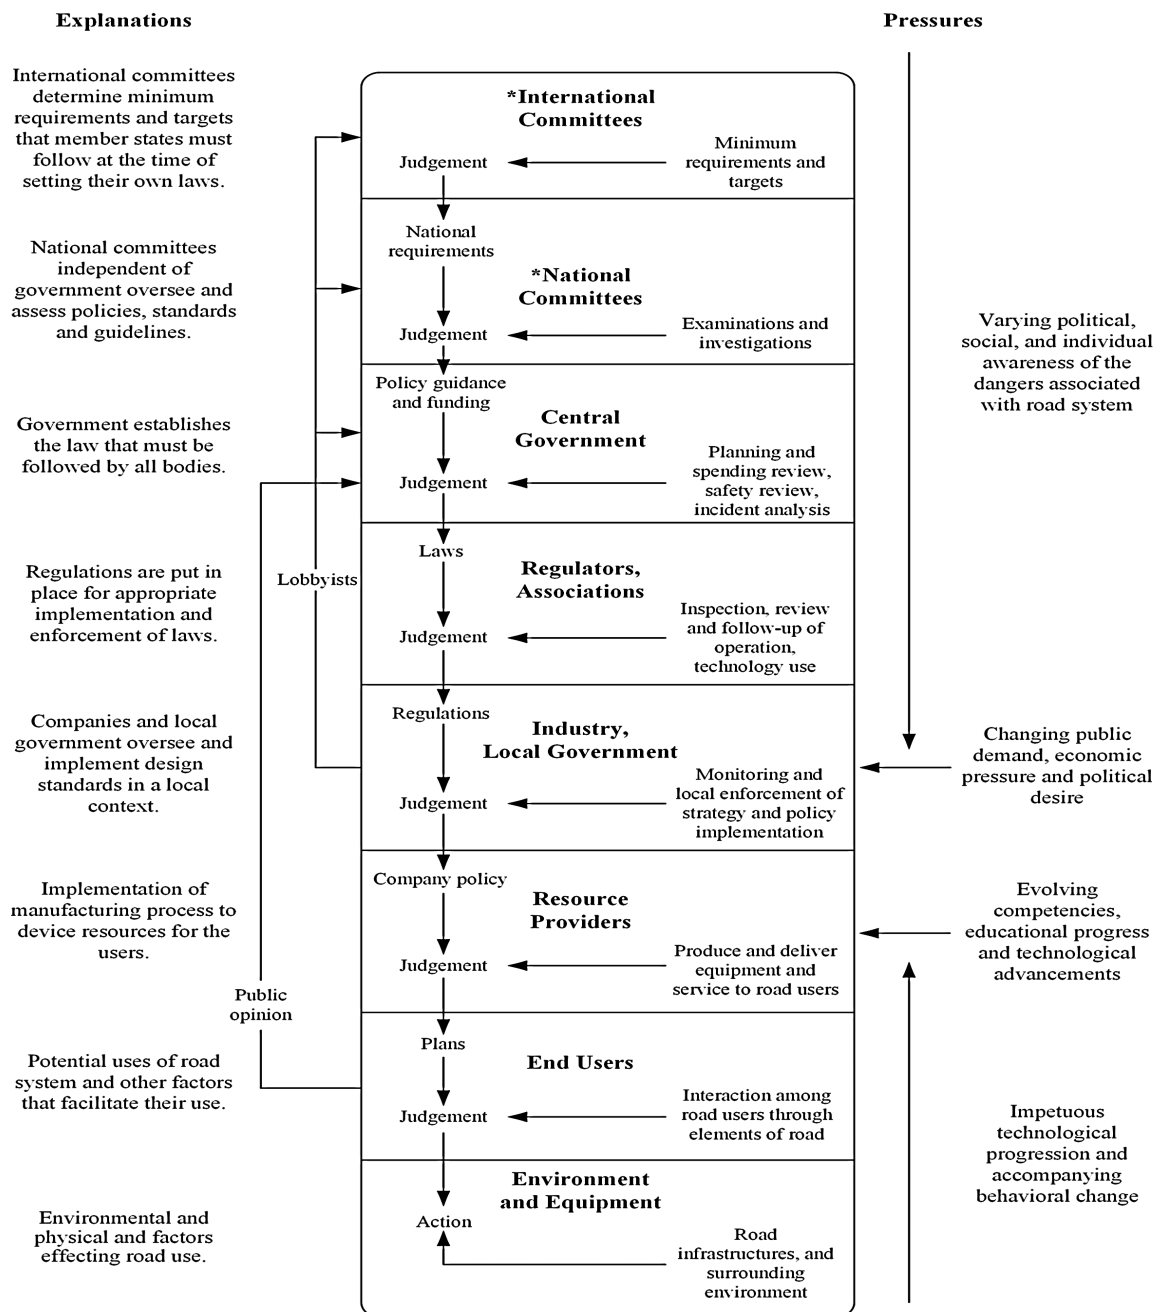 Explanations
Pressures
International committees
determine minimum
requirements and targets
that member states must
follow at the time of
setting their own laws.
*International
Committees
Judgement
Minimum
requirements and
targets
National committees
independent of
government oversee and
assess policies, standards
and guidelines.
National
requirements
*National
Committees
Judgement
Examinations and
investigations
Varying political,
social, and individual
awareness of the
dangers associated
with road system
Government establishes
the law that must be
followed by all bodies.
Policy guidance
and funding
Central
Government
Judgement
Planning and
spending review,
safety review,
incident analysis
Regulations are put in
place for appropriate
implementation and
enforcement of laws.
Lobbyists
Laws
Regulators,
Associations
Judgement
Inspection, review
and follow-up of
operation,
technology use
Companies and local
government oversee and
implement design
standards in a local
context.
Regulations
Industry,
Local Government
Judgement
Monitoring and
local enforcement of
strategy and policy
implementation
Changing public
demand, economic
pressure and political
desire
Implementation of
manufacturing process to
device resources for the
users.
Company policy
Resource
Providers
Judgement
Produce and deliver
equipment and
service to road users
Evolving
competencies,
educational progress
and technological
advancements
Public
opinion
Potential uses of road
system and other factors
that facilitate their use.
Plans
End Users
Judgement
Interaction among
road users through
elements of road
Impetuous
technological
progression and
accompanying
behavioral change
Environmental and
physical and factors
effecting road use.
Environment
and Equipment
Action
Road
infrastructures, and
surrounding
environment